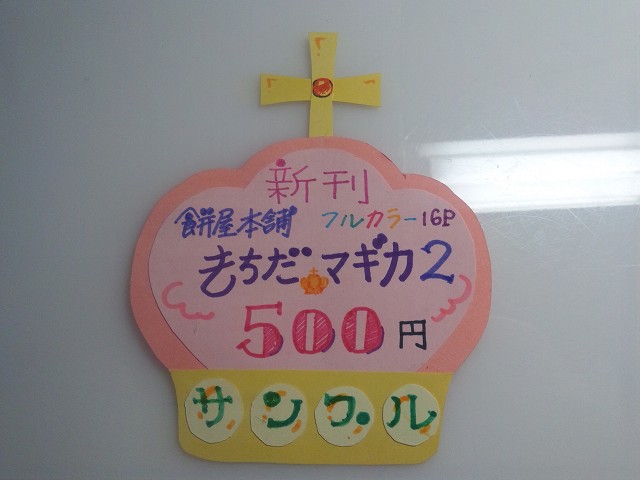 新刊
餅屋本舗 フルカラー16P
もちだマギカ2
500円
サンプル